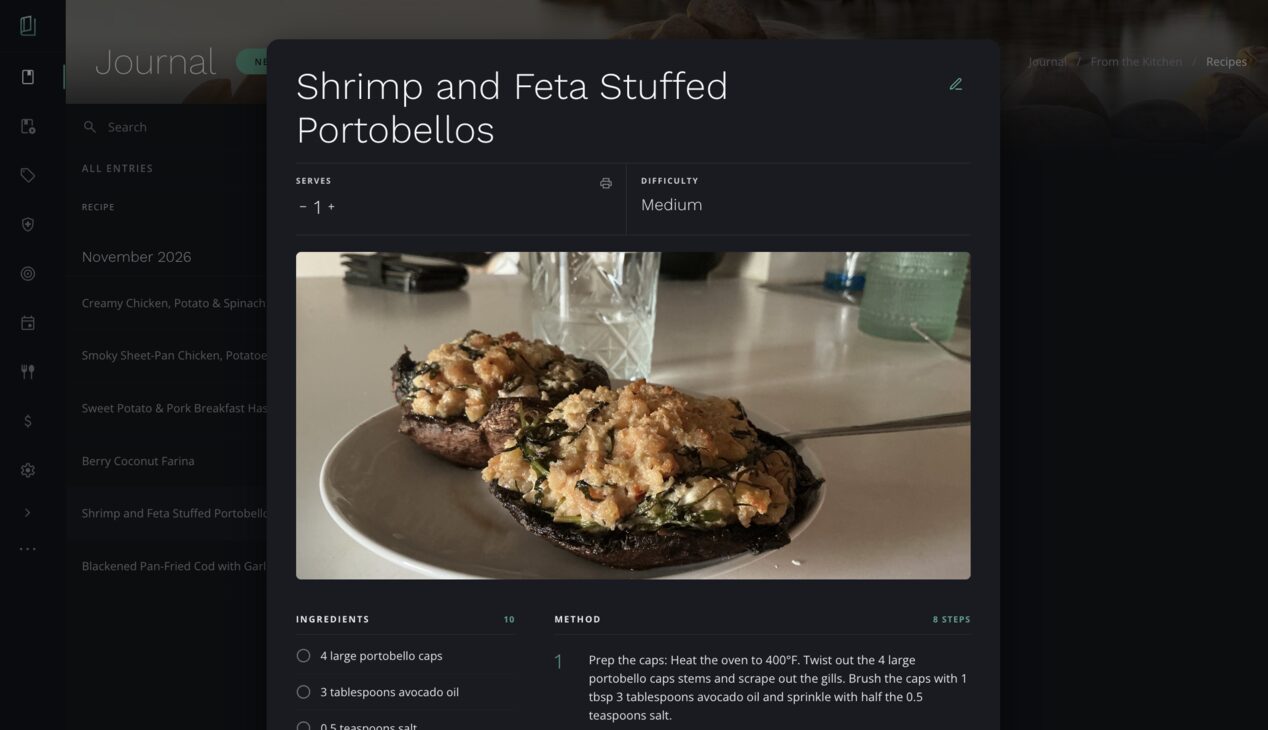 Journal
NE
Journal / From the Kitchen / Recipes
Search
ALL ENTRIES
RECIPE
November 2026
Creamy Chicken, Potato & Spinach
Smoky Sheet-Pan Chicken, Potatoe
Sweet Potato & Pork Breakfast Has
Berry Coconut Farina
Shrimp and Feta Stuffed Portobello
Blackened Pan-Fried Cod with Garl
Shrimp and Feta Stuffed
Portobellos
SERVES
− 1 +
DIFFICULTY
Medium
INGREDIENTS
10
4 large portobello caps
3 tablespoons avocado oil
0.5 teaspoons salt
METHOD
8 STEPS
1
Prep the caps: Heat the oven to 400°F. Twist out the 4 large
portobello caps stems and scrape out the gills. Brush the caps with 1
tbsp 3 tablespoons avocado oil and sprinkle with half the 0.5
teaspoons salt.